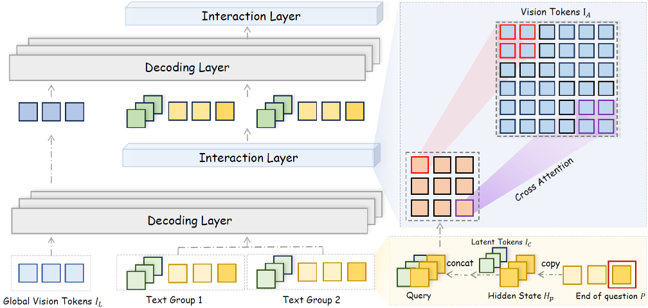 Interaction Layer
Decoding Layer
Interaction Layer
Decoding Layer
Global Vision Tokens I_L
Text Group 1
Text Group 2
Vision Tokens I_A
Cross Attention
Latent Tokens I_C
concat
copy
Query
Hidden State H_P
End of question P